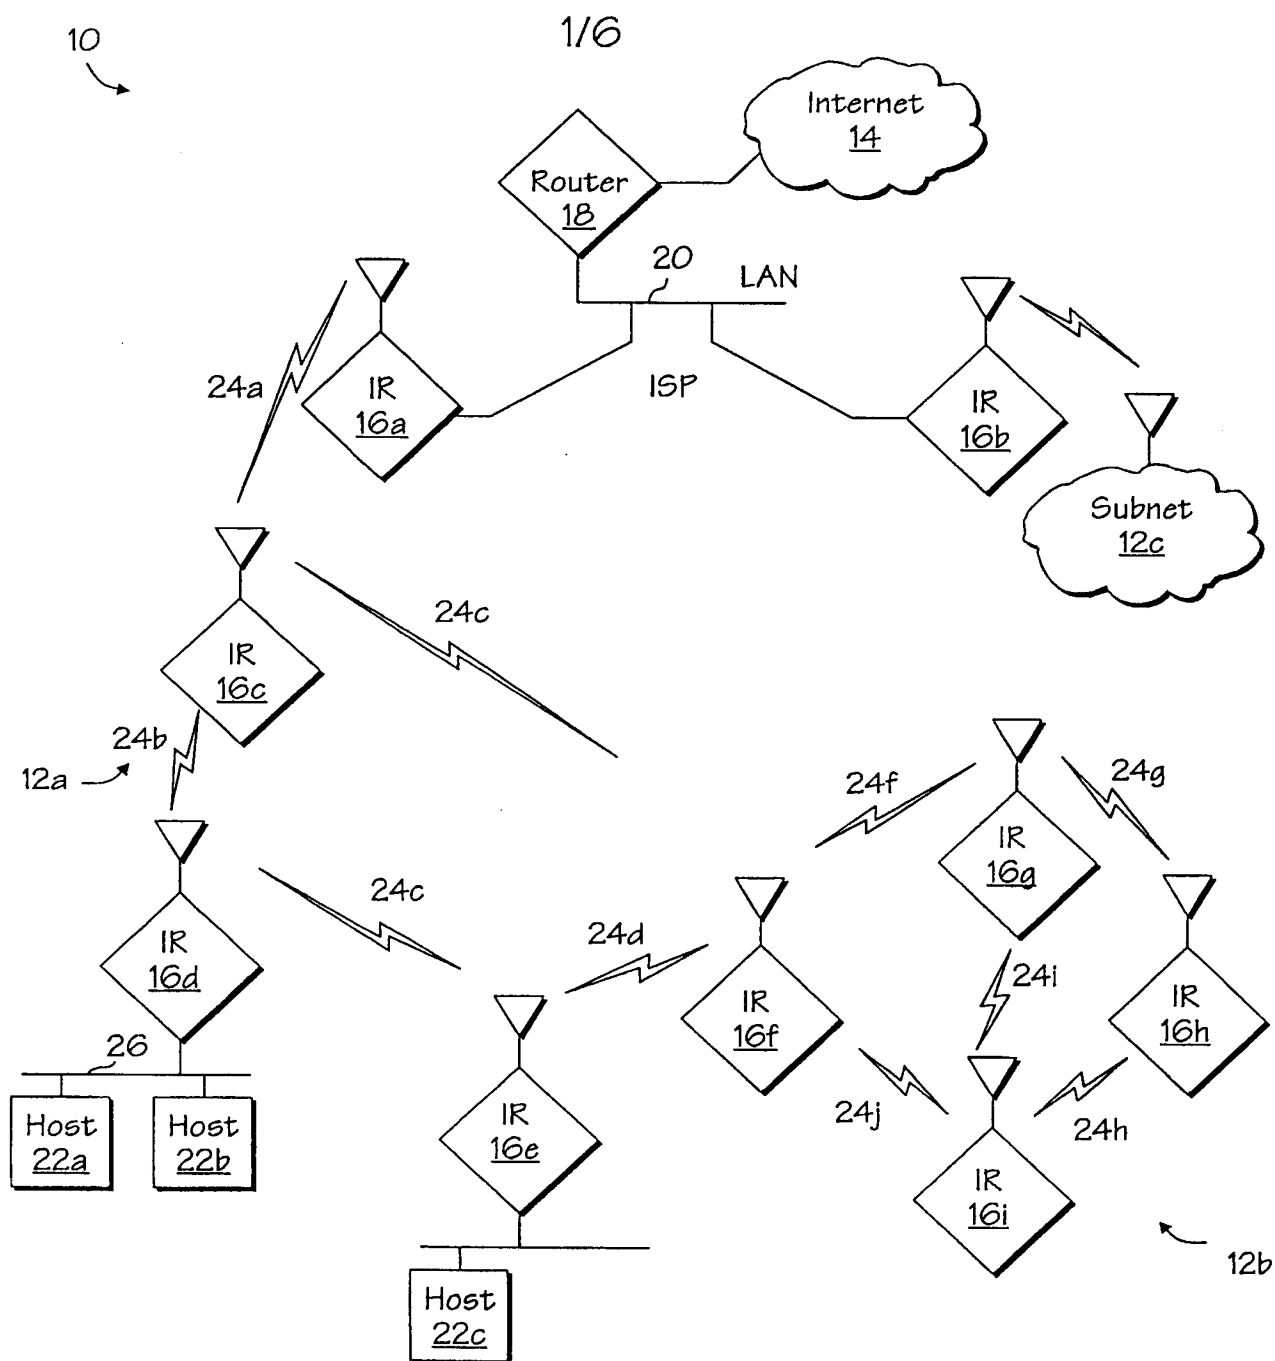 1/6
10
Internet
14
Router
18
20
LAN
24a
IR
16a
ISP
IR
16b
Subnet
12c
24c
IR
16c
24b
12a
24f
24g
IR
16g
24c
24d
IR
16d
24i
IR
16f
IR
16h
26
24j
24h
Host
22a
Host
22b
IR
16e
IR
16i
12b
Host
22c